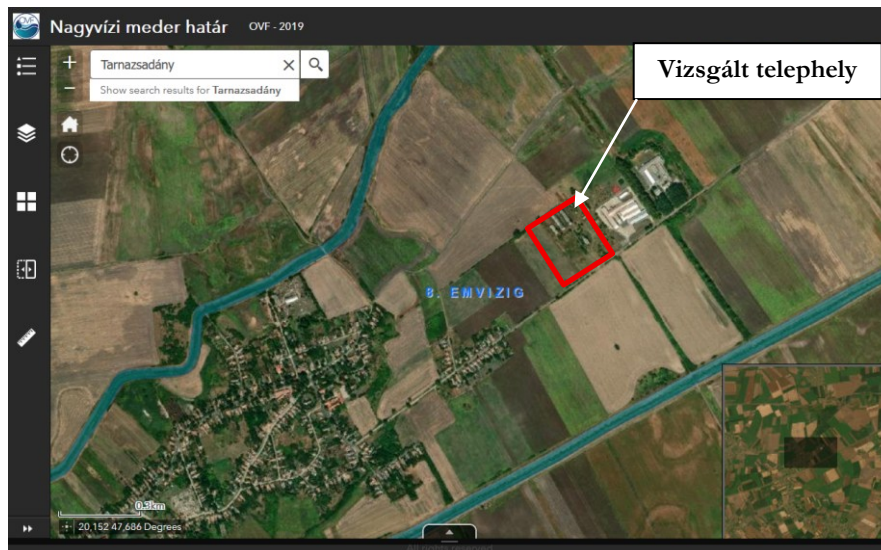 Nagyvízi meder határ OVF - 2019
Tarnazsadány
Show search results for Tarnazsadány
Vizsgált telephely
8. EMVIZIG
0.3km
20,152 47,686 Degrees